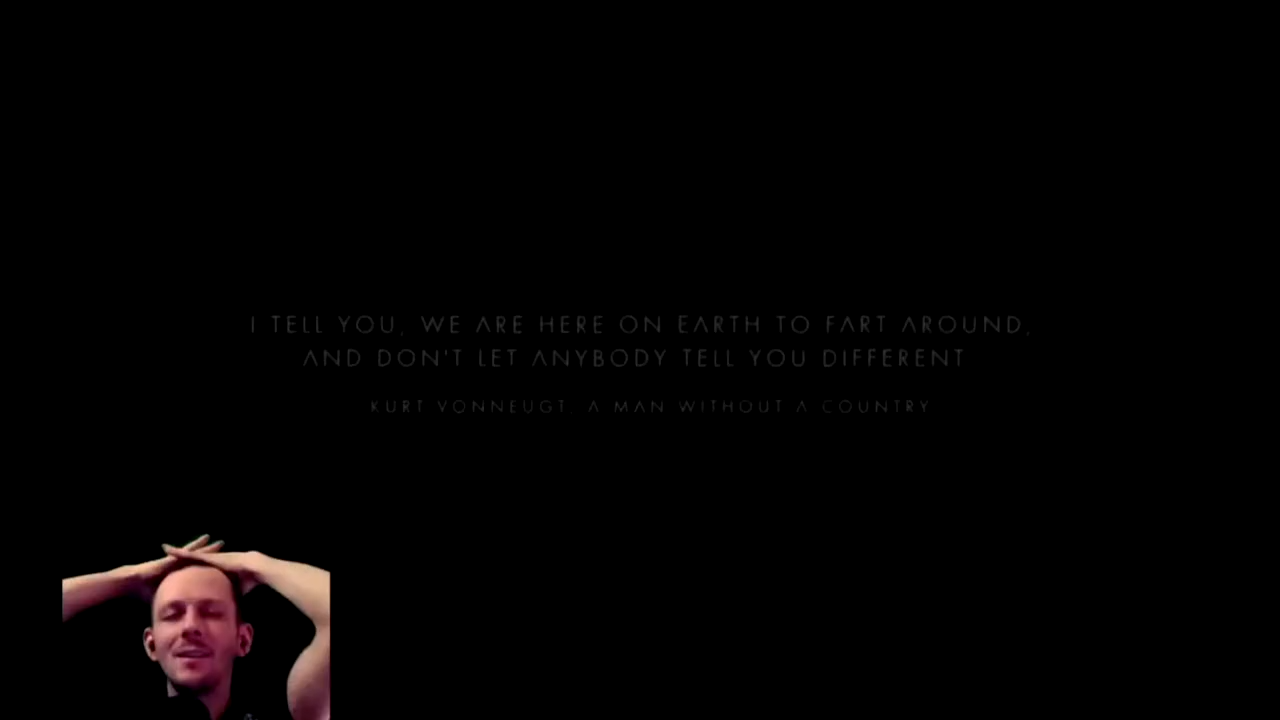 I TELL YOU, WE ARE HERE ON EARTH TO FART AROUND,
AND DON'T LET ANYBODY TELL YOU DIFFERENT
KURT VONNEUGT, A MAN WITHOUT A COUNTRY